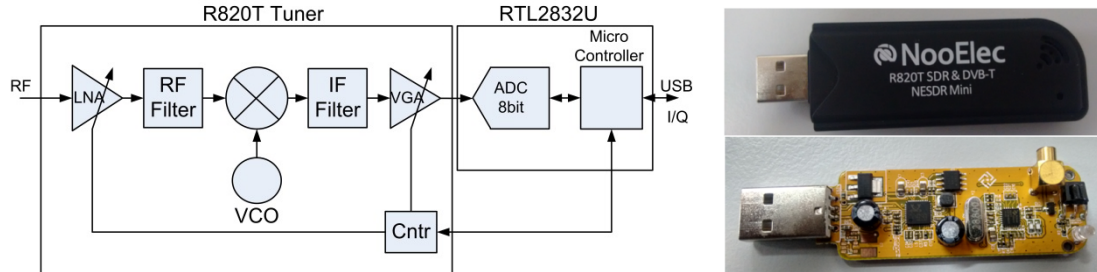 R820T Tuner
RTL2832U
RF
LNA
RF
Filter
IF
Filter
VGA
ADC
8bit
Micro
Controller
USB
I/Q
VCO
Cntr
NooElec
R820T SDR & DVB-T
NESDR Mini